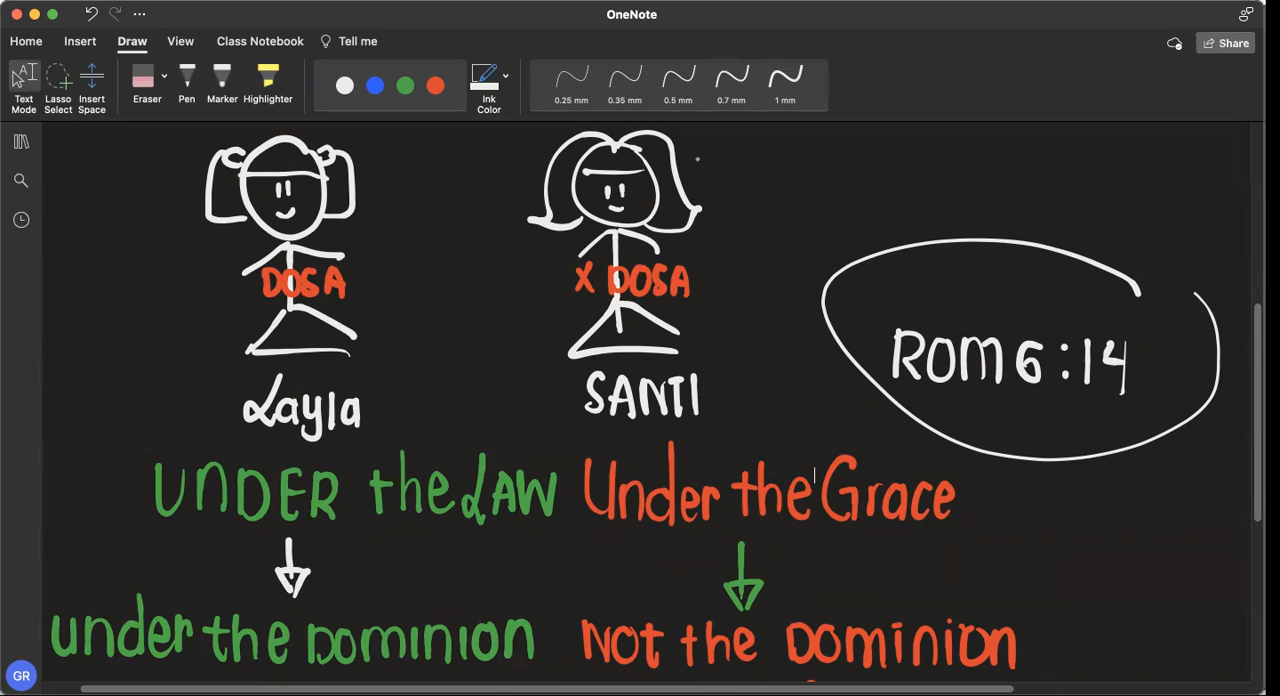 OneNote
Home Insert Draw View Class Notebook Tell me
Share
Text Mode
Lasso Select
Insert Space
Eraser
Pen
Marker
Highlighter
Ink Color
0.25 mm
0.35 mm
0.5 mm
0.7 mm
1 mm
DOSA
X DOSA
Layla
SANTI
ROM 6:14
UNDER the LAW
Under the Grace
under the DOMINION
NOT the DOMINION
GR